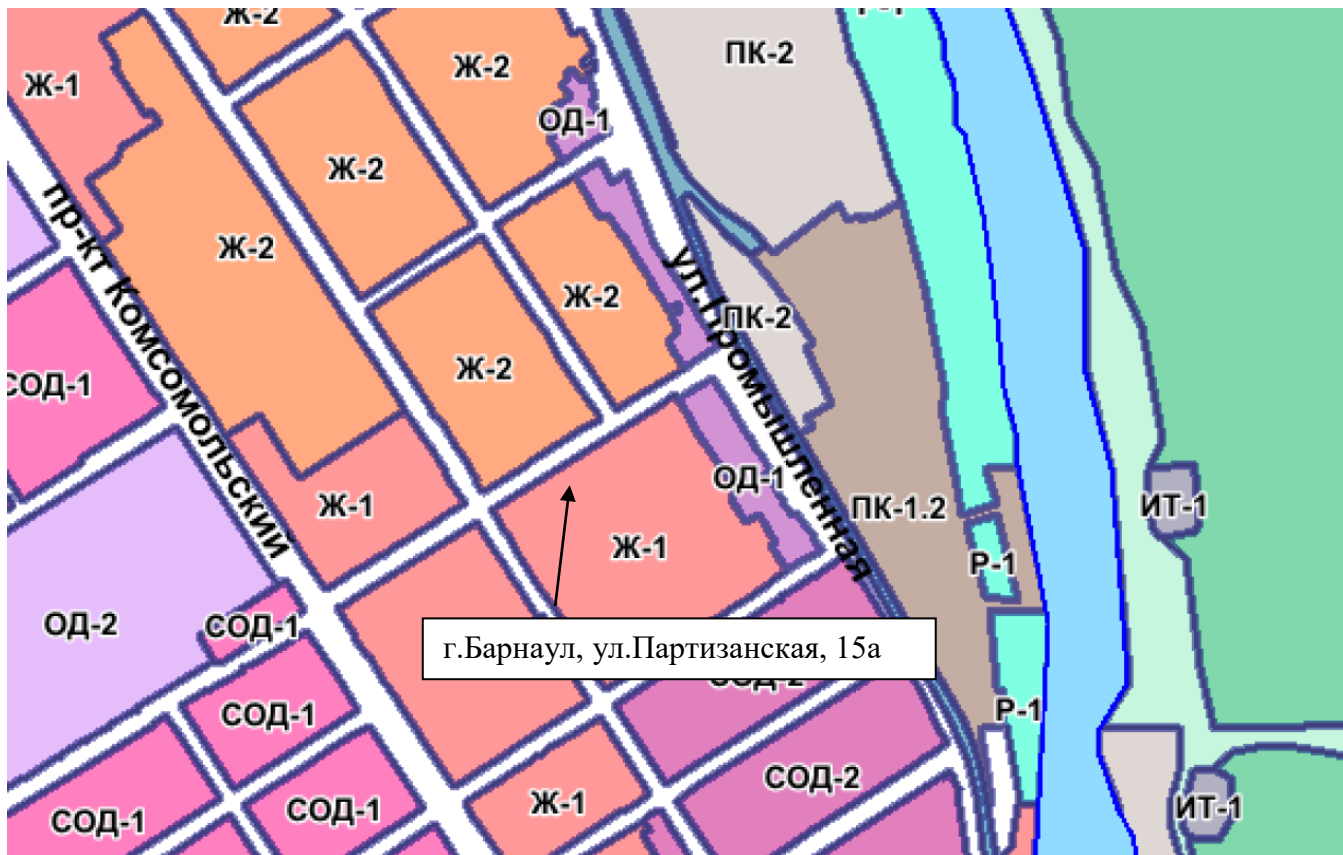 Ж-2
Р-1
ПК-2
Ж-2
Ж-1
ОД-1
Ж-2
пр-кт Комсомольский
Ж-2
ул.Промышленная
Ж-2
ПК-2
Ж-2
СОД-1
ОД-1
Ж-1
ПК-1.2
ИТ-1
Ж-1
Р-1
ОД-2
СОД-1
г.Барнаул, ул.Партизанская, 15а
СОД-2
СОД-1
Р-1
СОД-2
Ж-1
СОД-1
СОД-1
ИТ-1